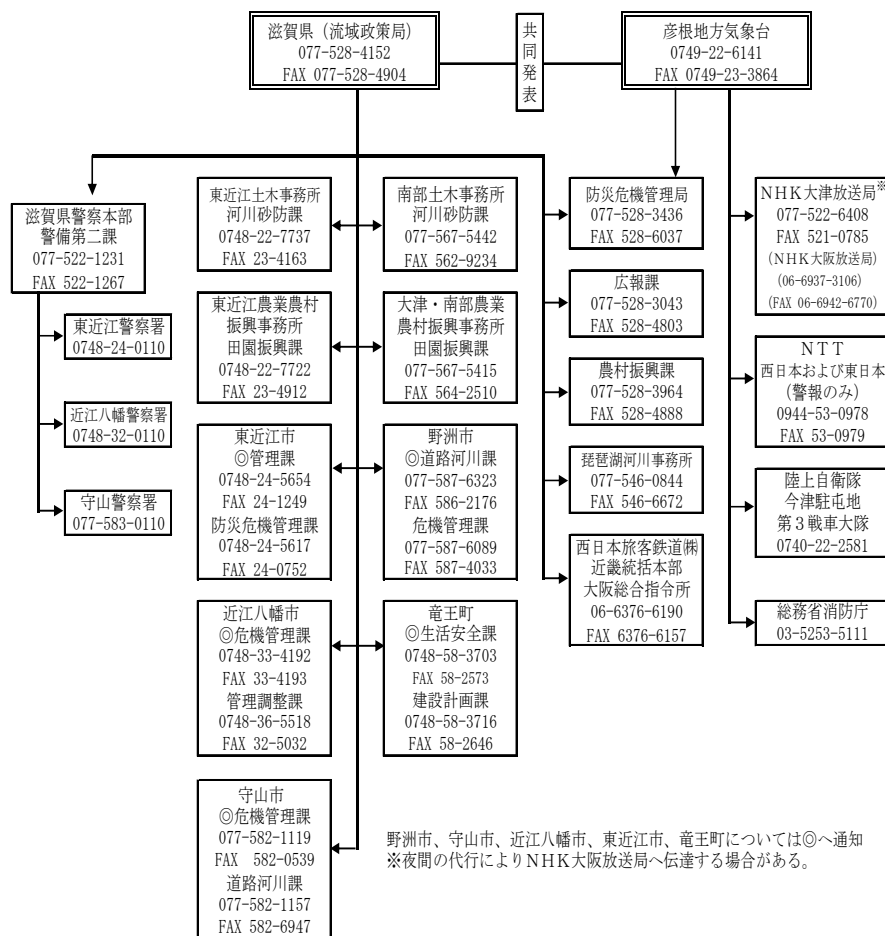 滋賀県（流域政策局）
077-528-4152
FAX 077-528-4904
共同発表
彦根地方気象台
0749-22-6141
FAX 0749-23-3864
滋賀県警察本部
警備第二課
077-522-1231
FAX 522-1267
東近江警察署
0748-24-0110
近江八幡警察署
0748-32-0110
守山警察署
077-583-0110
東近江土木事務所
河川砂防課
0748-22-7737
FAX 23-4163
南部土木事務所
河川砂防課
077-567-5442
FAX 562-9234
東近江農業農村
振興事務所
田園振興課
0748-22-7722
FAX 23-4912
大津・南部農業
農村振興事務所
田園振興課
077-567-5415
FAX 564-2510
東近江市
◎管理課
0748-24-5654
FAX 24-1249
防災危機管理課
0748-24-5617
FAX 24-0752
野洲市
◎道路河川課
077-587-6323
FAX 586-2176
危機管理課
077-587-6089
FAX 587-4033
近江八幡市
◎危機管理課
0748-33-4192
FAX 33-4193
管理調整課
0748-36-5518
FAX 32-5032
竜王町
◎生活安全課
0748-58-3703
FAX 58-2573
建設計画課
0748-58-3716
FAX 58-2646
守山市
◎危機管理課
077-582-1119
FAX 582-0539
道路河川課
077-582-1157
FAX 582-6947
防災危機管理局
077-528-3436
FAX 528-6037
広報課
077-528-3043
FAX 528-4803
農村振興課
077-528-3964
FAX 528-4888
琵琶湖河川事務所
077-546-0844
FAX 546-6672
西日本旅客鉄道㈱
近畿統括本部
大阪総合指令所
06-6376-6190
FAX 6376-6157
NHK大津放送局※
077-522-6408
FAX 521-0785
(NHK大阪放送局)
(06-6937-3106)
(FAX 06-6942-6770)
NTT
西日本および東日本
(警報のみ)
0944-53-0978
FAX 53-0979
陸上自衛隊
今津駐屯地
第３戦車大隊
0740-22-2581
総務省消防庁
03-5253-5111
野洲市、守山市、近江八幡市、東近江市、竜王町については◎へ通知
※夜間の代行によりNHK大阪放送局へ伝達する場合がある。